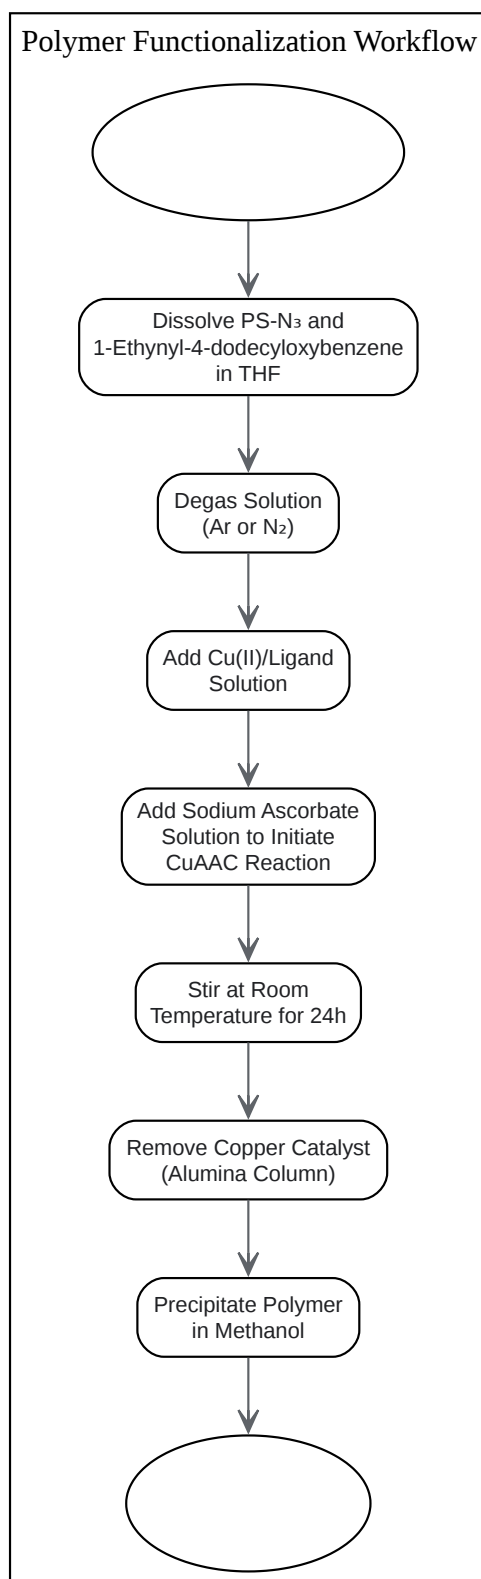 Polymer Functionalization Workflow
Dissolve PS-N₃ and
1-Ethynyl-4-dodecyloxybenzene
in THF
Degas Solution
(Ar or N₂)
Add Cu(II)/Ligand
Solution
Add Sodium Ascorbate
Solution to Initiate
CuAAC Reaction
Stir at Room
Temperature for 24h
Remove Copper Catalyst
(Alumina Column)
Precipitate Polymer
in Methanol